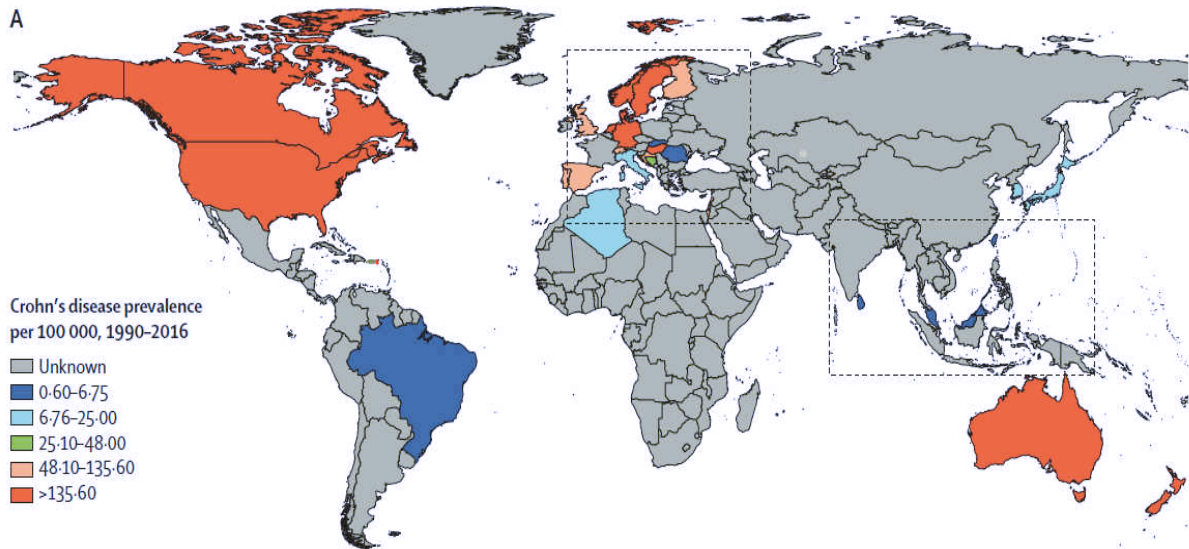 A
Crohn's disease prevalence
per 100 000, 1990–2016
Unknown
0·60–6·75
6·76–25·00
25·10–48·00
48·10–135·60
>135·60